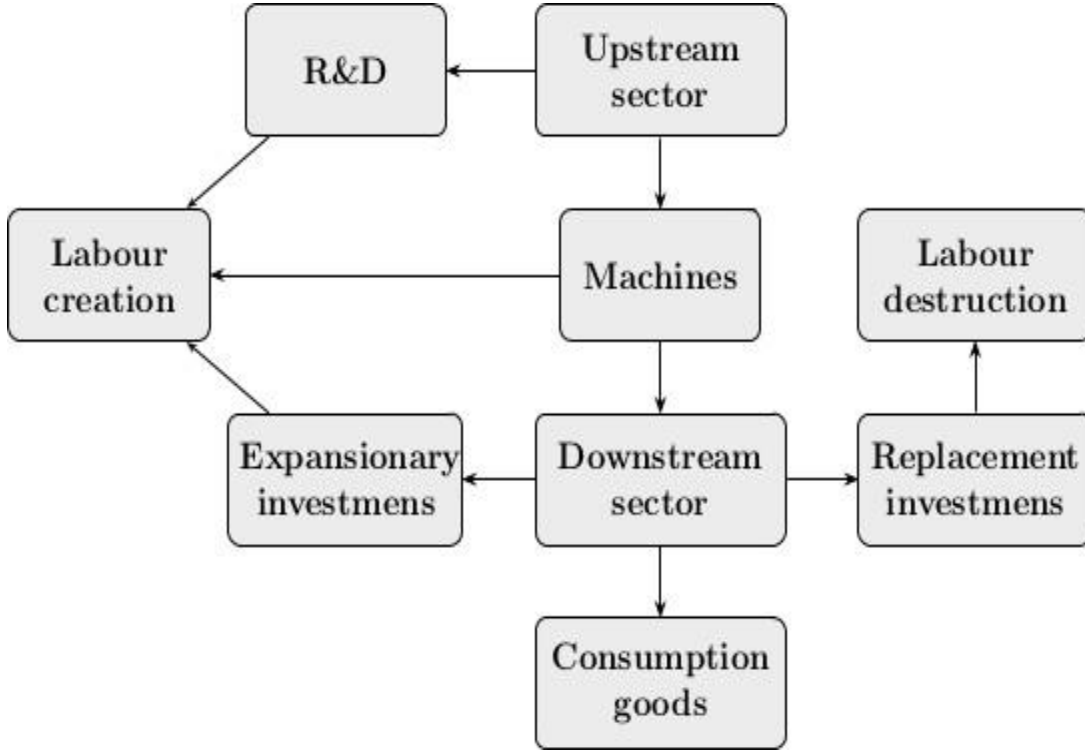 R&D
Upstream
sector
Labour
creation
Machines
Labour
destruction
Expansionary
investmens
Downstream
sector
Replacement
investmens
Consumption
goods